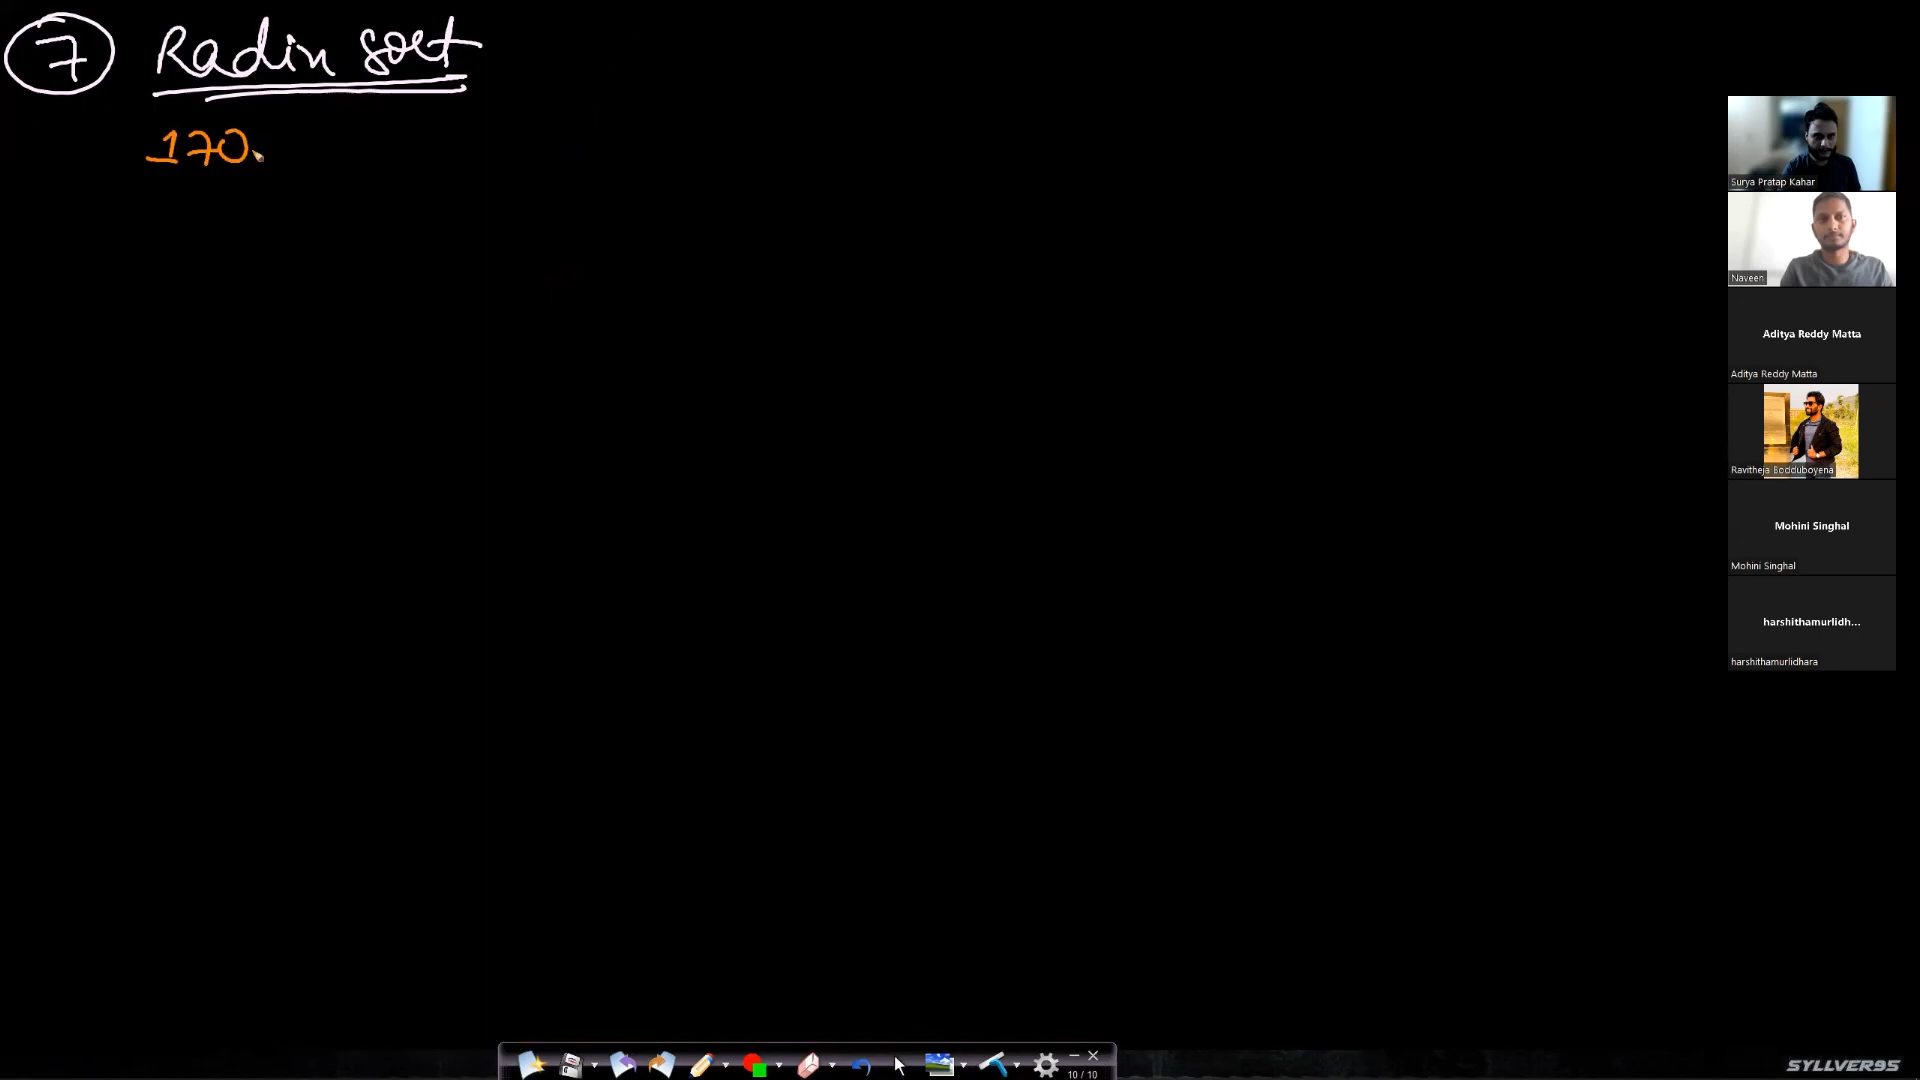 7 Radix sort
170,
Surya Pratap Kahar
Naveen
Aditya Reddy Matta
Aditya Reddy Matta
Ravitheja Bodduboyena
Mohini Singhal
Mohini Singhal
harshithamurlidh...
harshithamurlidhara
10 / 10
SYLLVER95